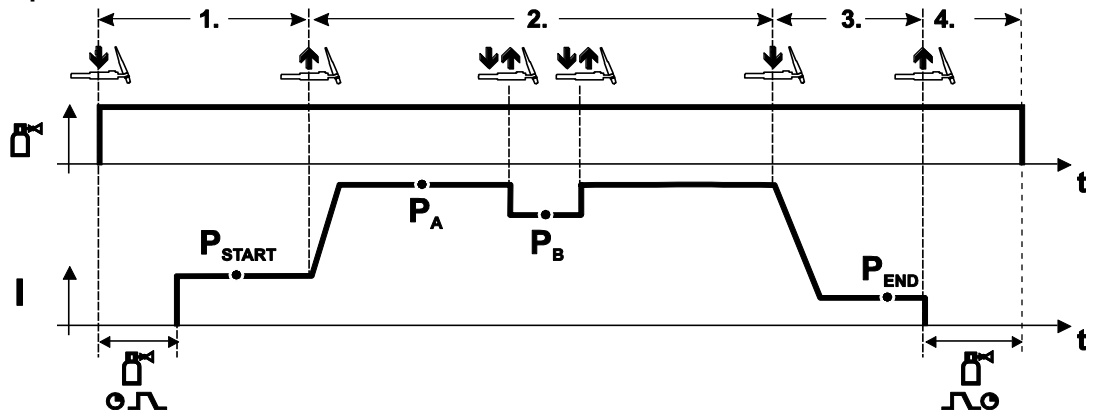 1. 2. 3. 4.
t
P_A
P_B
P_START
P_END
I
t